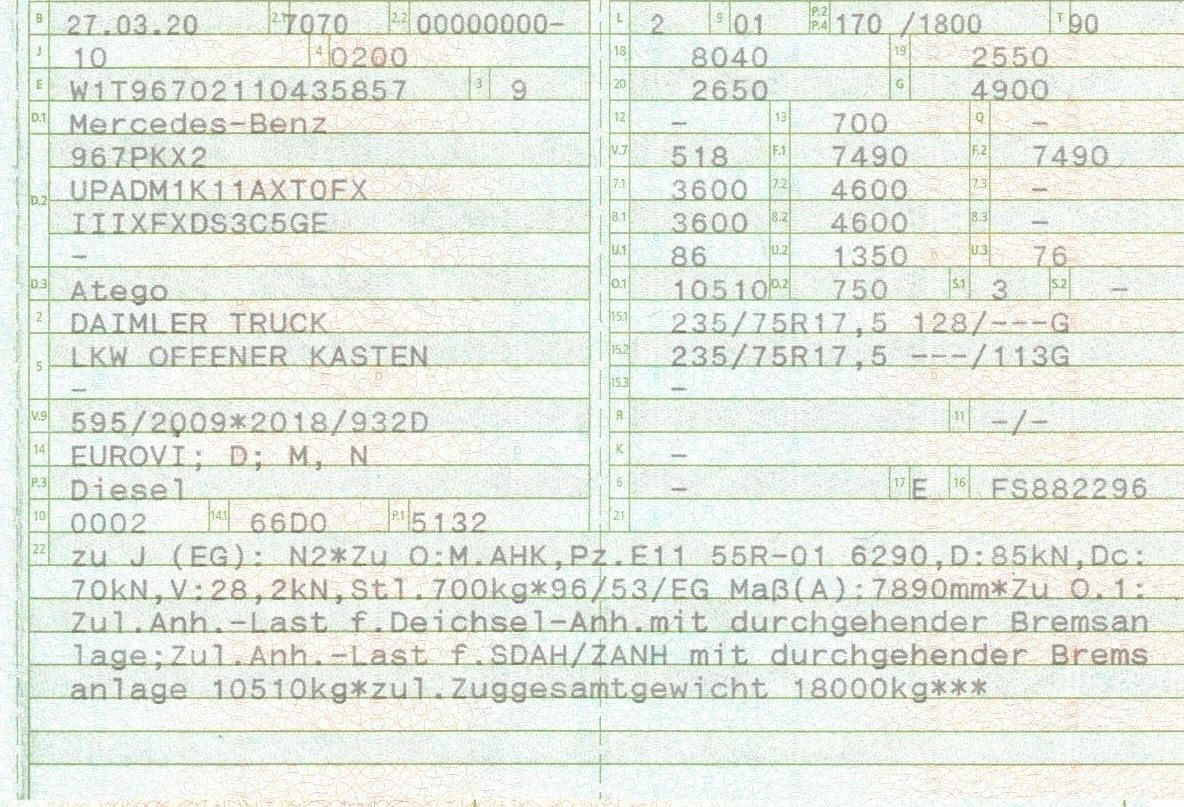 B 27.03.20 2.1 7070 2.2 00000000- L 2 9 01 P.2 P.4 170 /1800 T 90
J 10 4 0200 18 8040 19 2550
E W1T96702110435857 3 9 20 2650 G 4900
D.1 Mercedes-Benz 12 - 13 700 Q -
967PKX2 V.7 518 F.1 7490 F.2 7490
D.2 UPADM1K11AXT0FX 7.1 3600 7.2 4600 7.3 -
IIIXFXDS3C5GE 8.1 3600 8.2 4600 8.3 -
- U.1 86 U.2 1350 U.3 76
D.3 Atego O.1 10510 O.2 750 S.1 3 S.2 -
2 DAIMLER TRUCK 15.1 235/75R17,5 128/---G
5 LKW OFFENER KASTEN 15.2 235/75R17,5 ---/113G
- 15.3 -
V.9 595/2009*2018/932D R 11 -/-
14 EUROVI; D; M, N K -
P.3 Diesel 6 - 17 E 16 FS882296
10 0002 14.1 66D0 P.1 5132 21
22 zu J (EG): N2*Zu O:M.AHK,Pz.E11 55R-01 6290,D:85kN,Dc:
70kN,V:28,2kN,Stl.700kg*96/53/EG Maß(A):7890mm*Zu O.1:
Zul.Anh.-Last f.Deichsel-Anh.mit durchgehender Bremsan
lage;Zul.Anh.-Last f.SDAH/ZANH mit durchgehender Brems
anlage 10510kg*zul.Zuggesamtgewicht 18000kg***